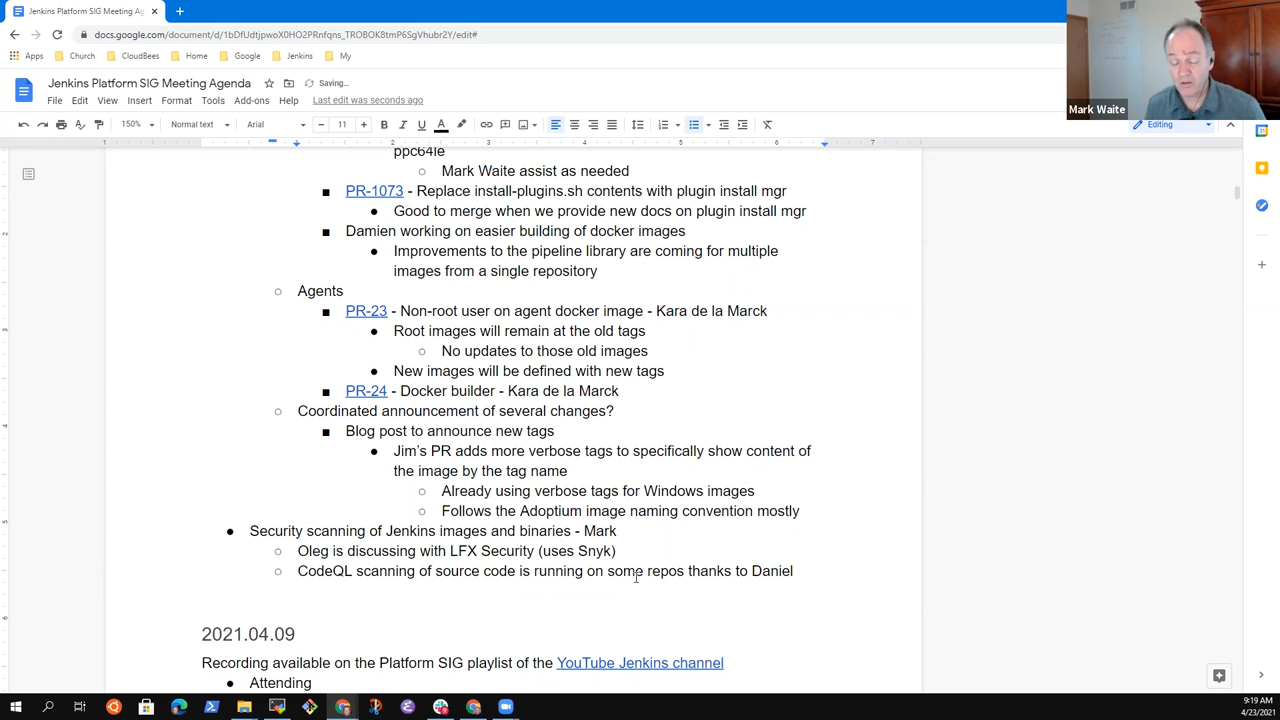 Jenkins Platform SIG Meeting Ag
docs.google.com/document/d/1bDfUdtjpwoX0HO2PRnfqns_TROBOK8tmP6SgVhubr2Y/edit#
Apps Church CloudBees Home Google Jenkins My
Mark Waite
Jenkins Platform SIG Meeting Agenda Saving...
File Edit View Insert Format Tools Add-ons Help Last edit was seconds ago
150% Normal text Arial 11 B I U A Editing
1 1 2 3 4 5 6 7
ppc64le
Mark Waite assist as needed
PR-1073 - Replace install-plugins.sh contents with plugin install mgr
Good to merge when we provide new docs on plugin install mgr
Damien working on easier building of docker images
Improvements to the pipeline library are coming for multiple
images from a single repository
Agents
PR-23 - Non-root user on agent docker image - Kara de la Marck
Root images will remain at the old tags
No updates to those old images
New images will be defined with new tags
PR-24 - Docker builder - Kara de la Marck
Coordinated announcement of several changes?
Blog post to announce new tags
Jim's PR adds more verbose tags to specifically show content of
the image by the tag name
Already using verbose tags for Windows images
Follows the Adoptium image naming convention mostly
Security scanning of Jenkins images and binaries - Mark
Oleg is discussing with LFX Security (uses Snyk)
CodeQL scanning of source code is running on some repos thanks to Daniel
2021.04.09
Recording available on the Platform SIG playlist of the YouTube Jenkins channel
Attending
9:19 AM
4/23/2021